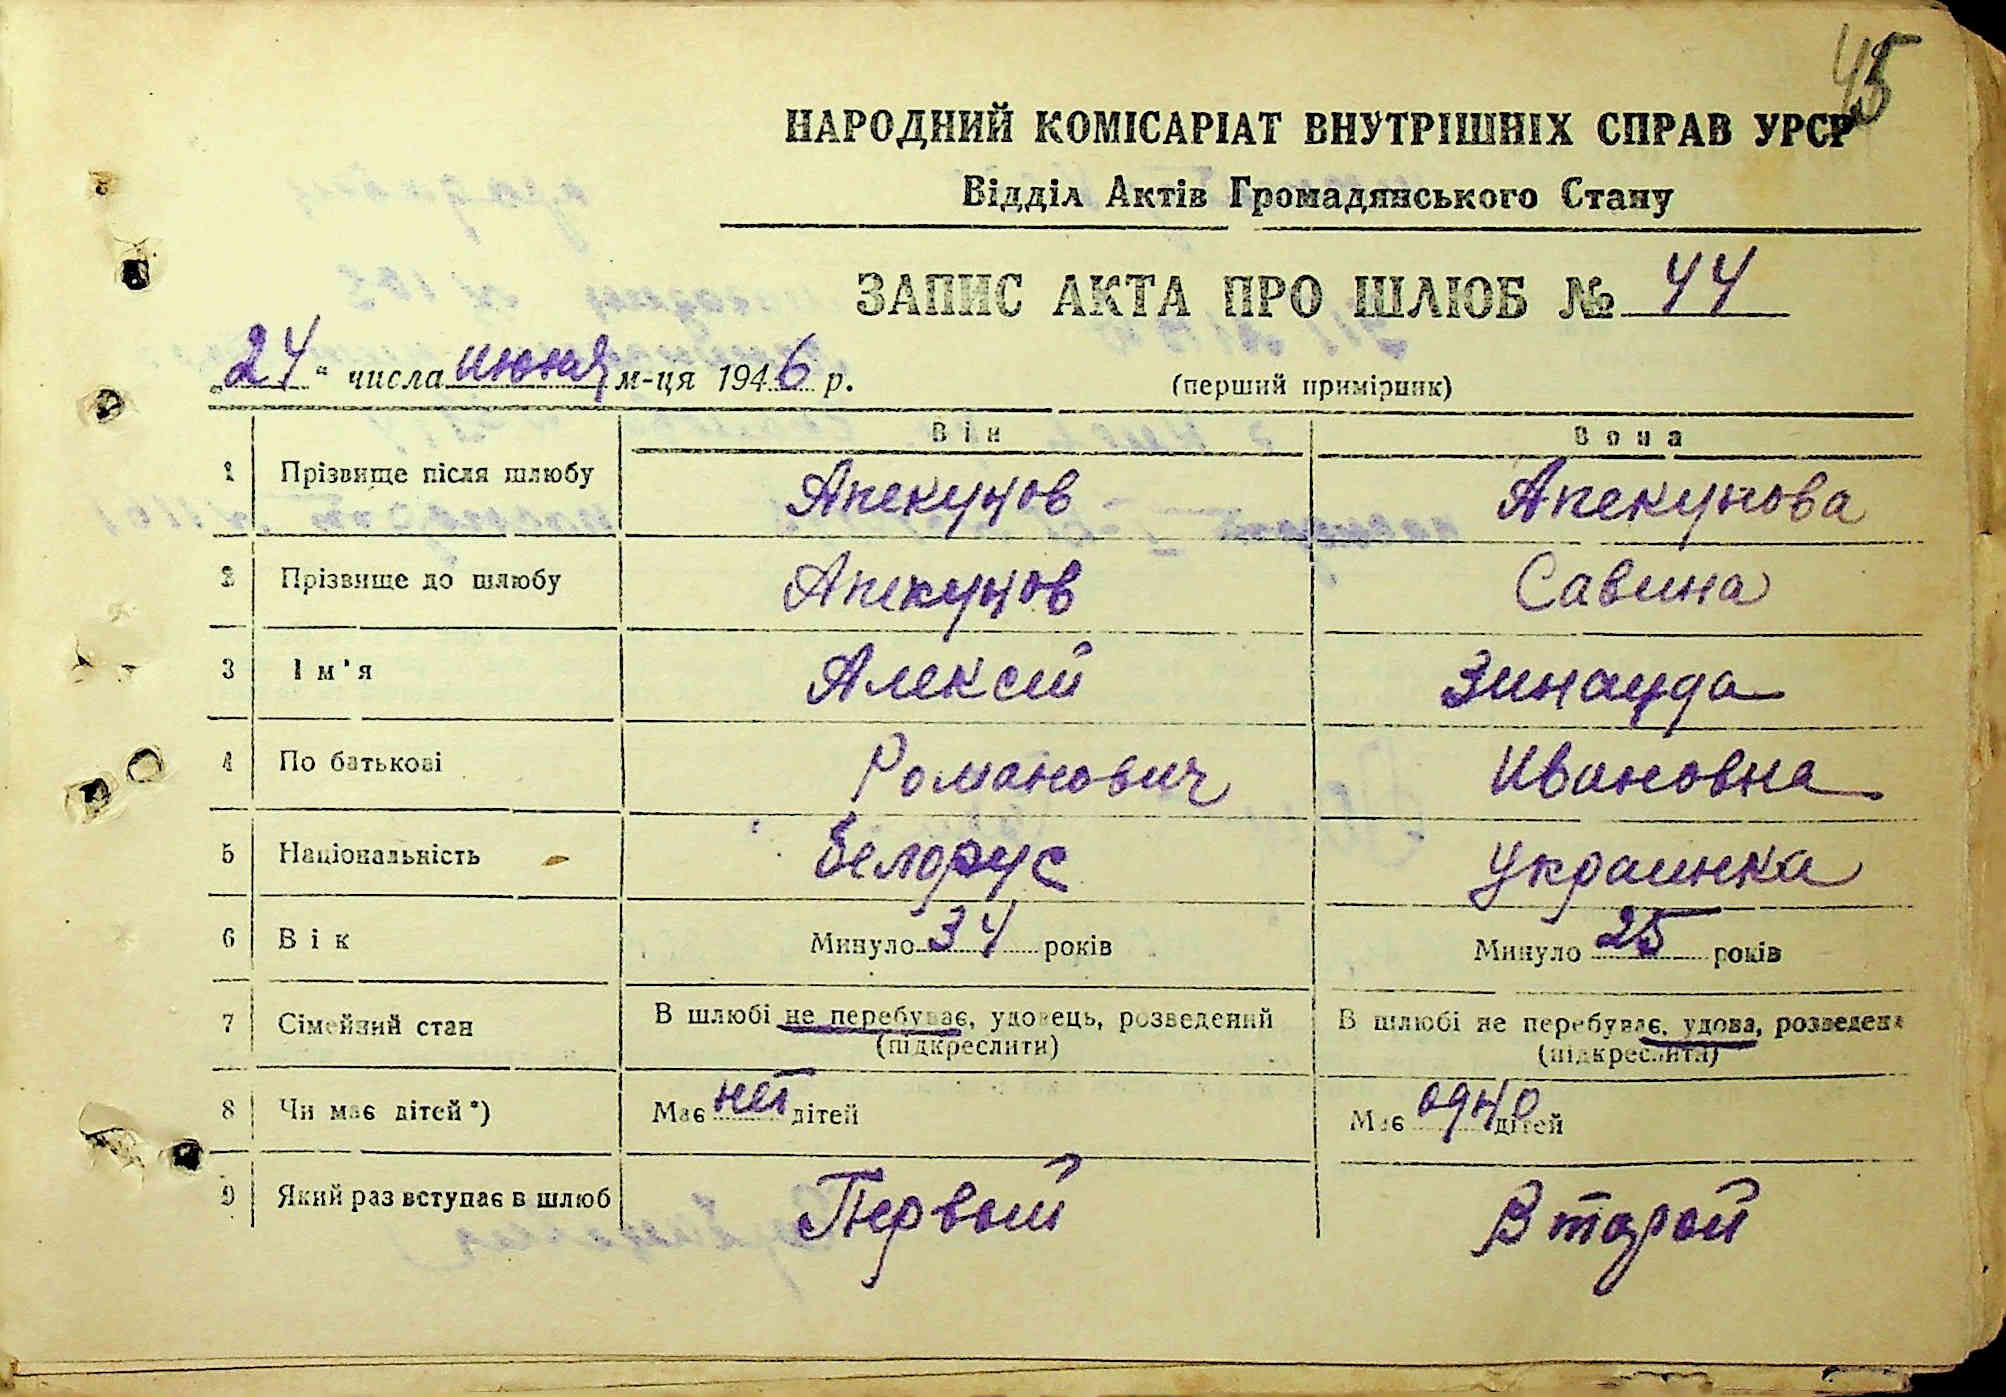 45
НАРОДНИЙ КОМІСАРІАТ ВНУТРІШНІХ СПРАВ УРСР
Відділ Актів Громадянського Стану
ЗАПИС АКТА ПРО ШЛЮБ № 44
„24“ числа июня м-ця 1946 р. (перший примірник)
Він Вона
1 Прізвище після шлюбу Апекунов Апекунова
2 Прізвище до шлюбу Апекунов Савина
3 Ім'я Алексей Зинаида
4 По батькові Романович Ивановна
5 Національність Белорус Украинка
6 Вік Минуло 34 років Минуло 25 років
7 Сімейний стан В шлюбі не перебуває, удовець, розведений В шлюбі не перебуває, удова, розведена
(підкреслити) (підкреслити)
8 Чи має дітей*) Має нет дітей Має одно дітей
9 Який раз вступає в шлюб Первый Второй